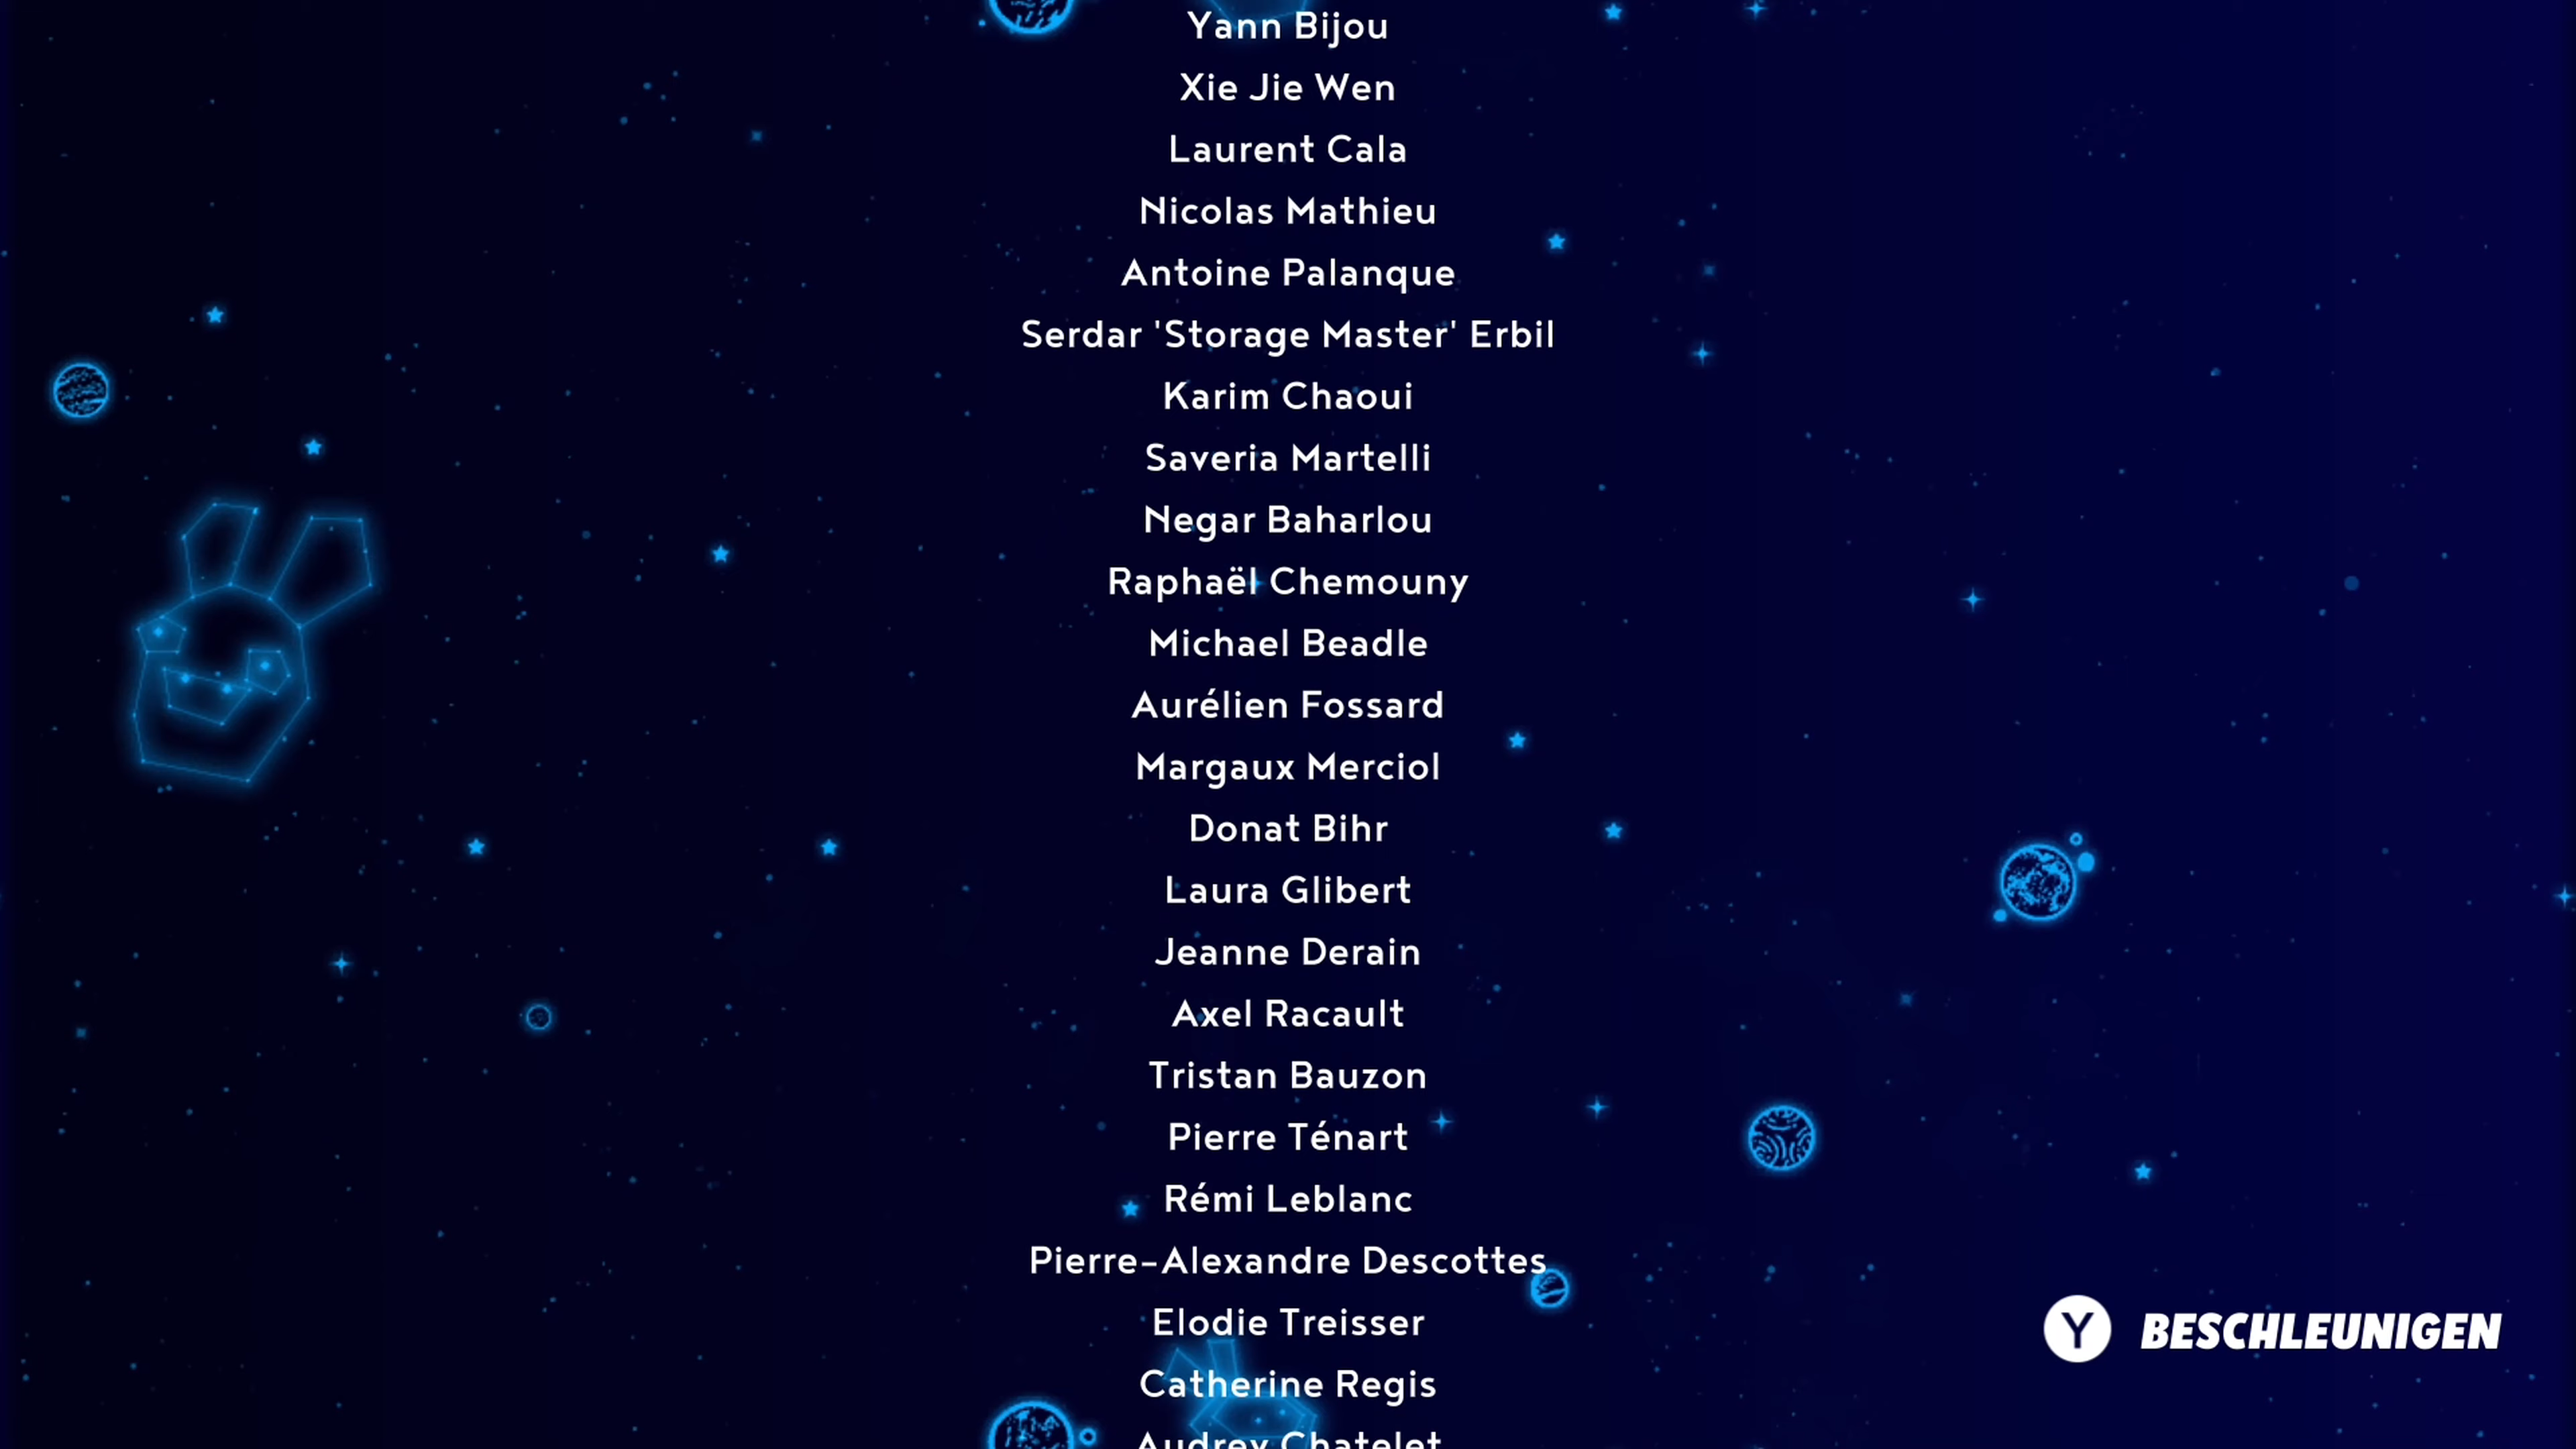 Yann Bijou
Xie Jie Wen
Laurent Cala
Nicolas Mathieu
Antoine Palanque
Serdar 'Storage Master' Erbil
Karim Chaoui
Saveria Martelli
Negar Baharlou
Raphaël Chemouny
Michael Beadle
Aurélien Fossard
Margaux Merciol
Donat Bihr
Laura Glibert
Jeanne Derain
Axel Racault
Tristan Bauzon
Pierre Ténart
Rémi Leblanc
Pierre-Alexandre Descottes
Elodie Treisser
Y BESCHLEUNIGEN
Catherine Regis
Audrey Chatelet